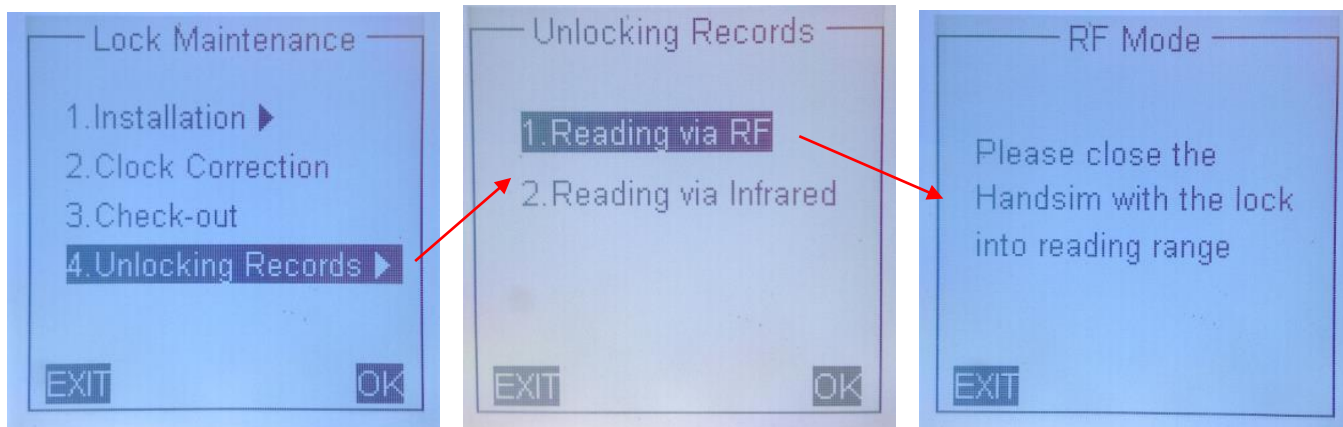 Lock Maintenance
1.Installation
2.Clock Correction
3.Check-out
4.Unlocking Records
EXIT OK
Unlocking Records
1.Reading via RF
2.Reading via Infrared
EXIT OK
RF Mode
Please close the
Handsim with the lock
into reading range
EXIT